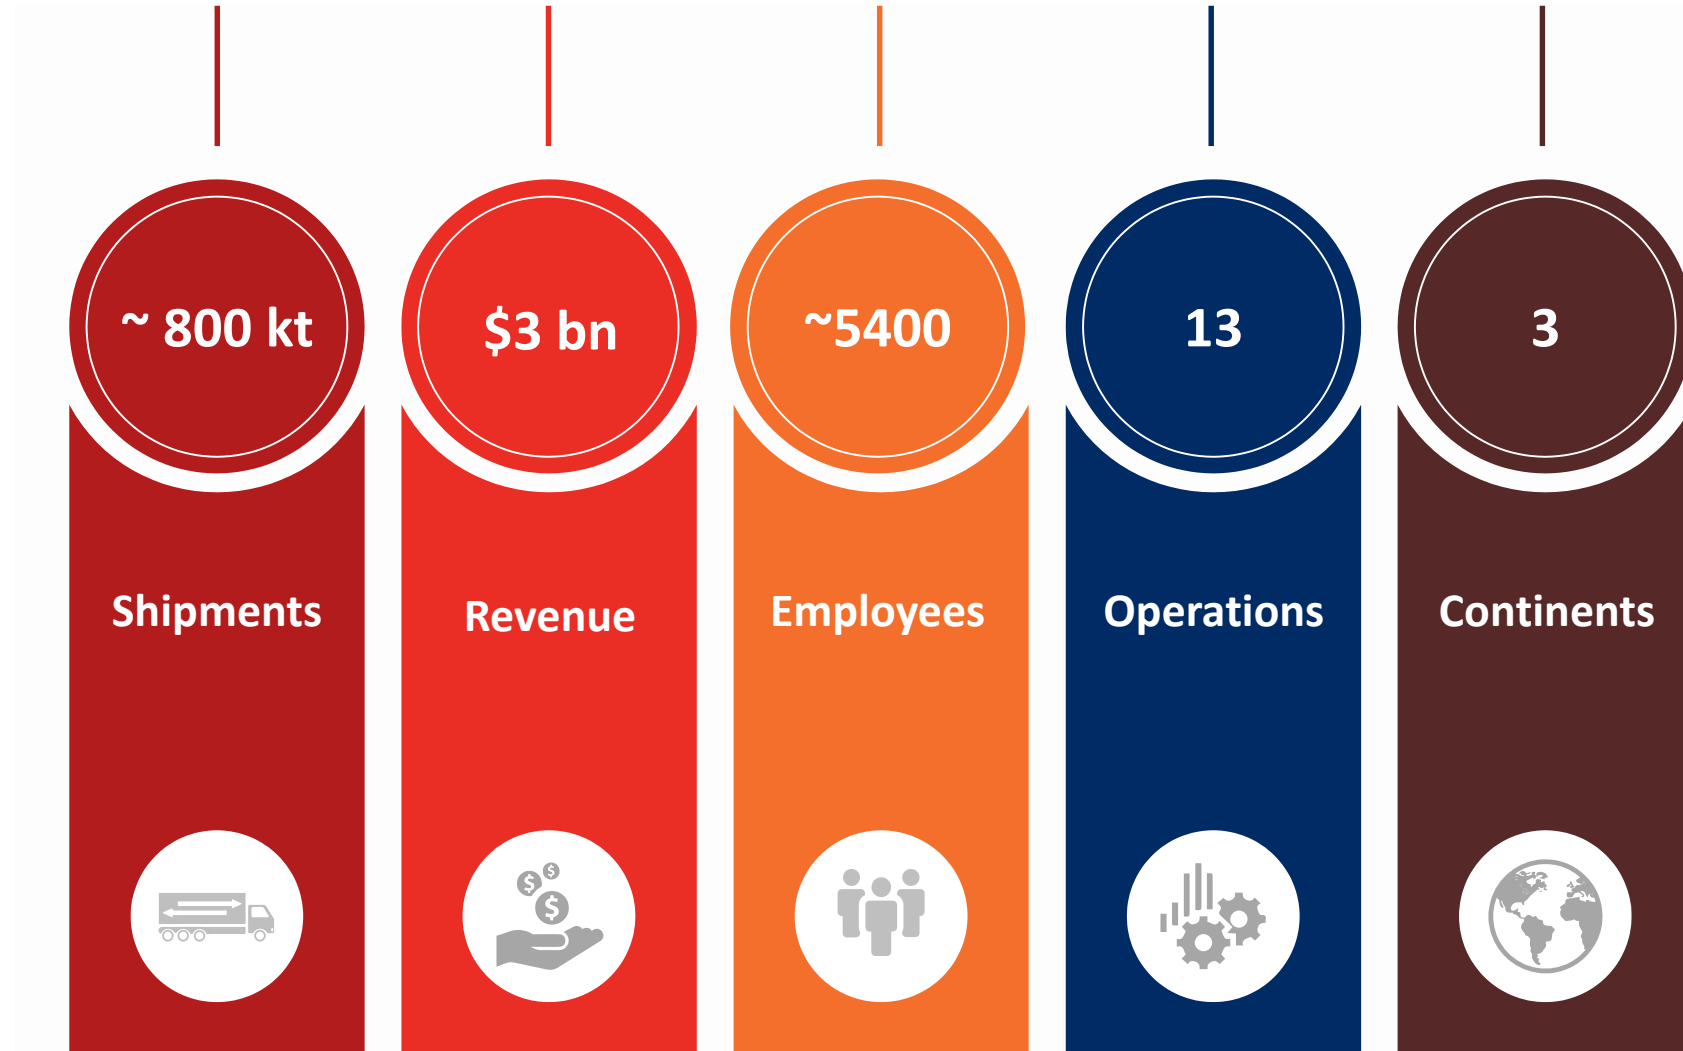 ~ 800 kt
$3 bn
~5400
13
3
Shipments
Revenue
Employees
Operations
Continents
$
$
$